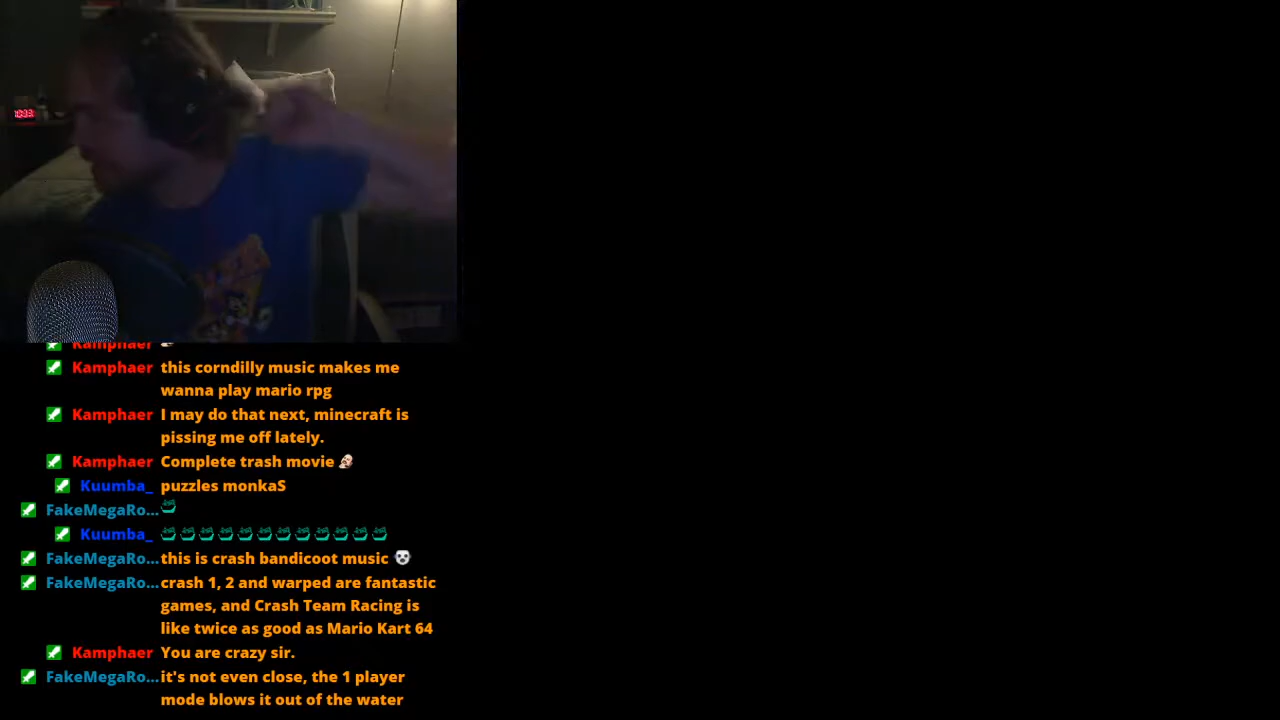 Kamphaer
Kamphaer this corndilly music makes me
wanna play mario rpg
Kamphaer I may do that next, minecraft is
pissing me off lately.
Kamphaer Complete trash movie
Kuumba_ puzzles monkaS
FakeMegaRo...
Kuumba_
FakeMegaRo... this is crash bandicoot music
FakeMegaRo... crash 1, 2 and warped are fantastic
games, and Crash Team Racing is
like twice as good as Mario Kart 64
Kamphaer You are crazy sir.
FakeMegaRo... it's not even close, the 1 player
mode blows it out of the water